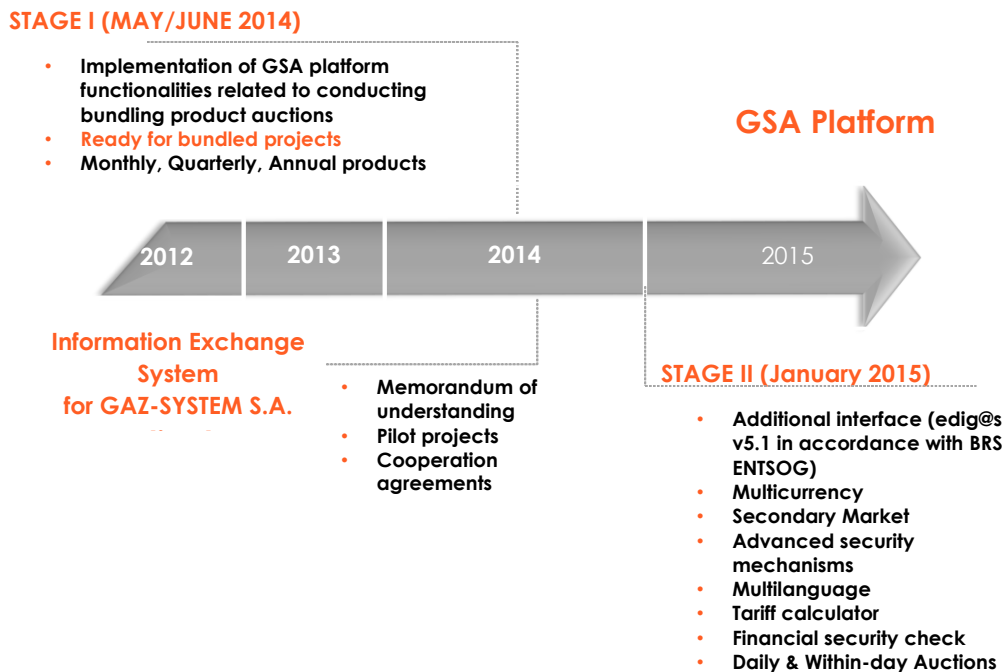 STAGE I (MAY/JUNE 2014)
• Implementation of GSA platform
functionalities related to conducting
bundling product auctions
• Ready for bundled projects
• Monthly, Quarterly, Annual products
GSA Platform
2012
2013
2014
2015
Information Exchange
System
for GAZ-SYSTEM S.A.
• Memorandum of
understanding
• Pilot projects
• Cooperation
agreements
STAGE II (January 2015)
• Additional interface (edig@s
v5.1 in accordance with BRS
ENTSOG)
• Multicurrency
• Secondary Market
• Advanced security
mechanisms
• Multilanguage
• Tariff calculator
• Financial security check
• Daily & Within-day Auctions